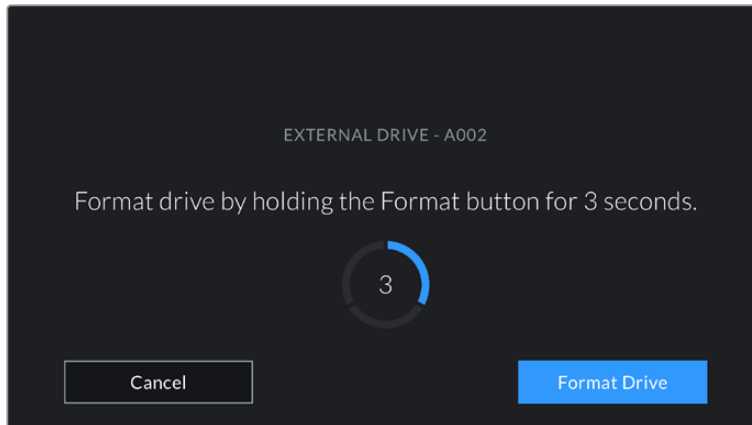 EXTERNAL DRIVE - A002
Format drive by holding the Format button for 3 seconds.
3
Cancel Format Drive